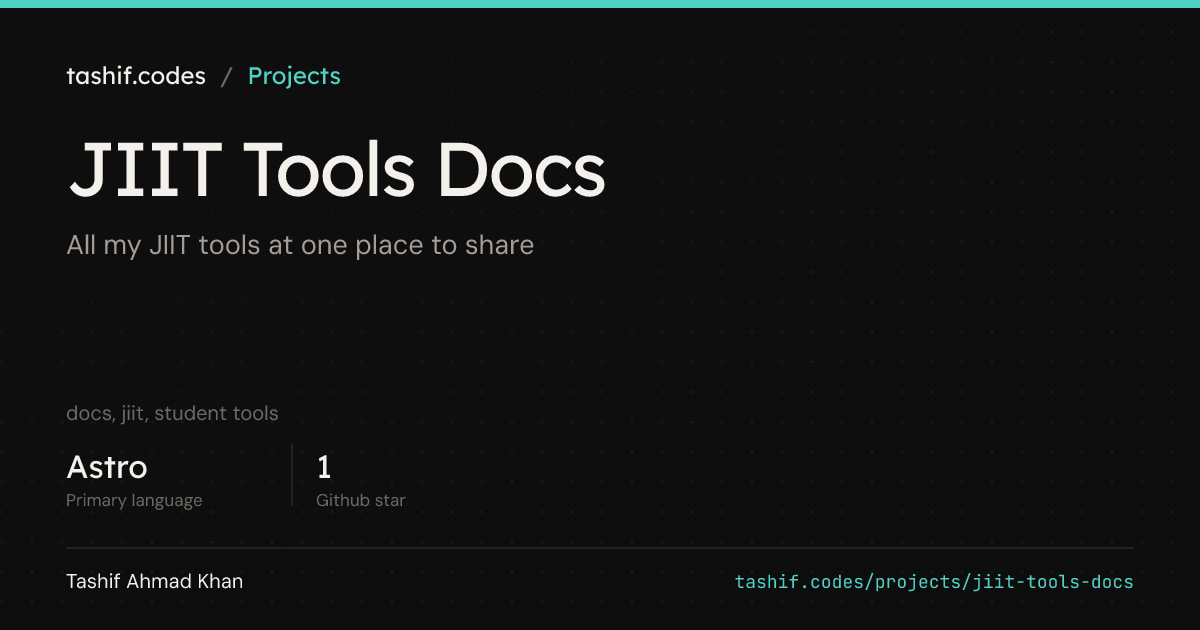 tashif.codes / Projects
JIIT Tools Docs
All my JIIT tools at one place to share
docs, jiit, student tools
Astro
Primary language
1
Github star
Tashif Ahmad Khan
tashif.codes/projects/jiit-tools-docs